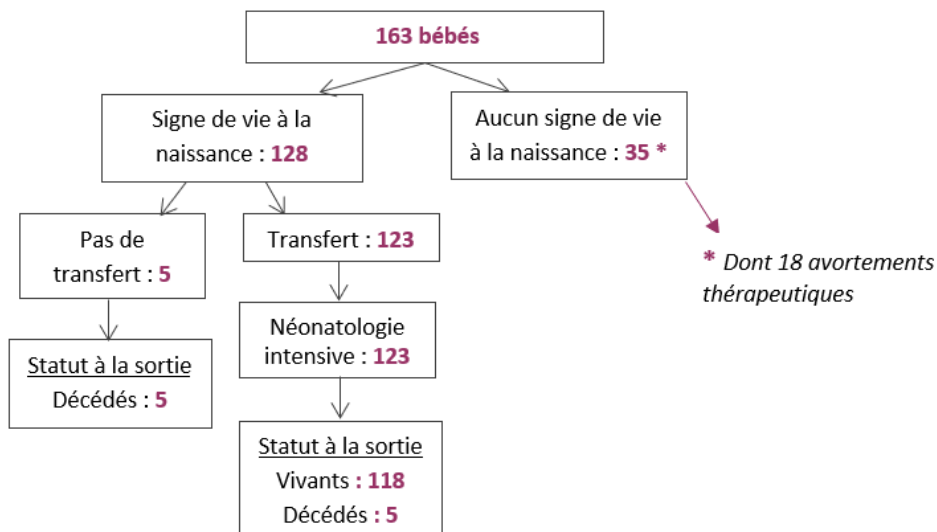 163 bébés
Signe de vie à la
naissance : 128
Aucun signe de vie
à la naissance : 35 *
Pas de
transfert : 5
Transfert : 123
* Dont 18 avortements
thérapeutiques
Néonatologie
intensive : 123
Statut à la sortie
Décédés : 5
Statut à la sortie
Vivants : 118
Décédés : 5